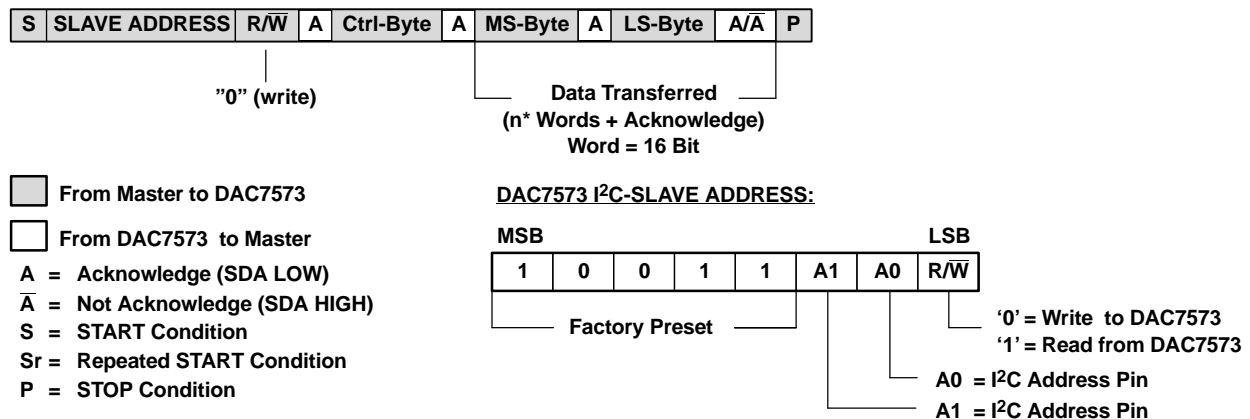 S SLAVE ADDRESS R/W̅ A Ctrl-Byte A MS-Byte A LS-Byte A/A̅ P
"0" (write)
Data Transferred
(n* Words + Acknowledge)
Word = 16 Bit
From Master to DAC7573
From DAC7573 to Master
A = Acknowledge (SDA LOW)
A̅ = Not Acknowledge (SDA HIGH)
S = START Condition
Sr = Repeated START Condition
P = STOP Condition
DAC7573 I²C-SLAVE ADDRESS:
MSB LSB
1 0 0 1 1 A1 A0 R/W̅
Factory Preset
'0' = Write to DAC7573
'1' = Read from DAC7573
A0 = I²C Address Pin
A1 = I²C Address Pin